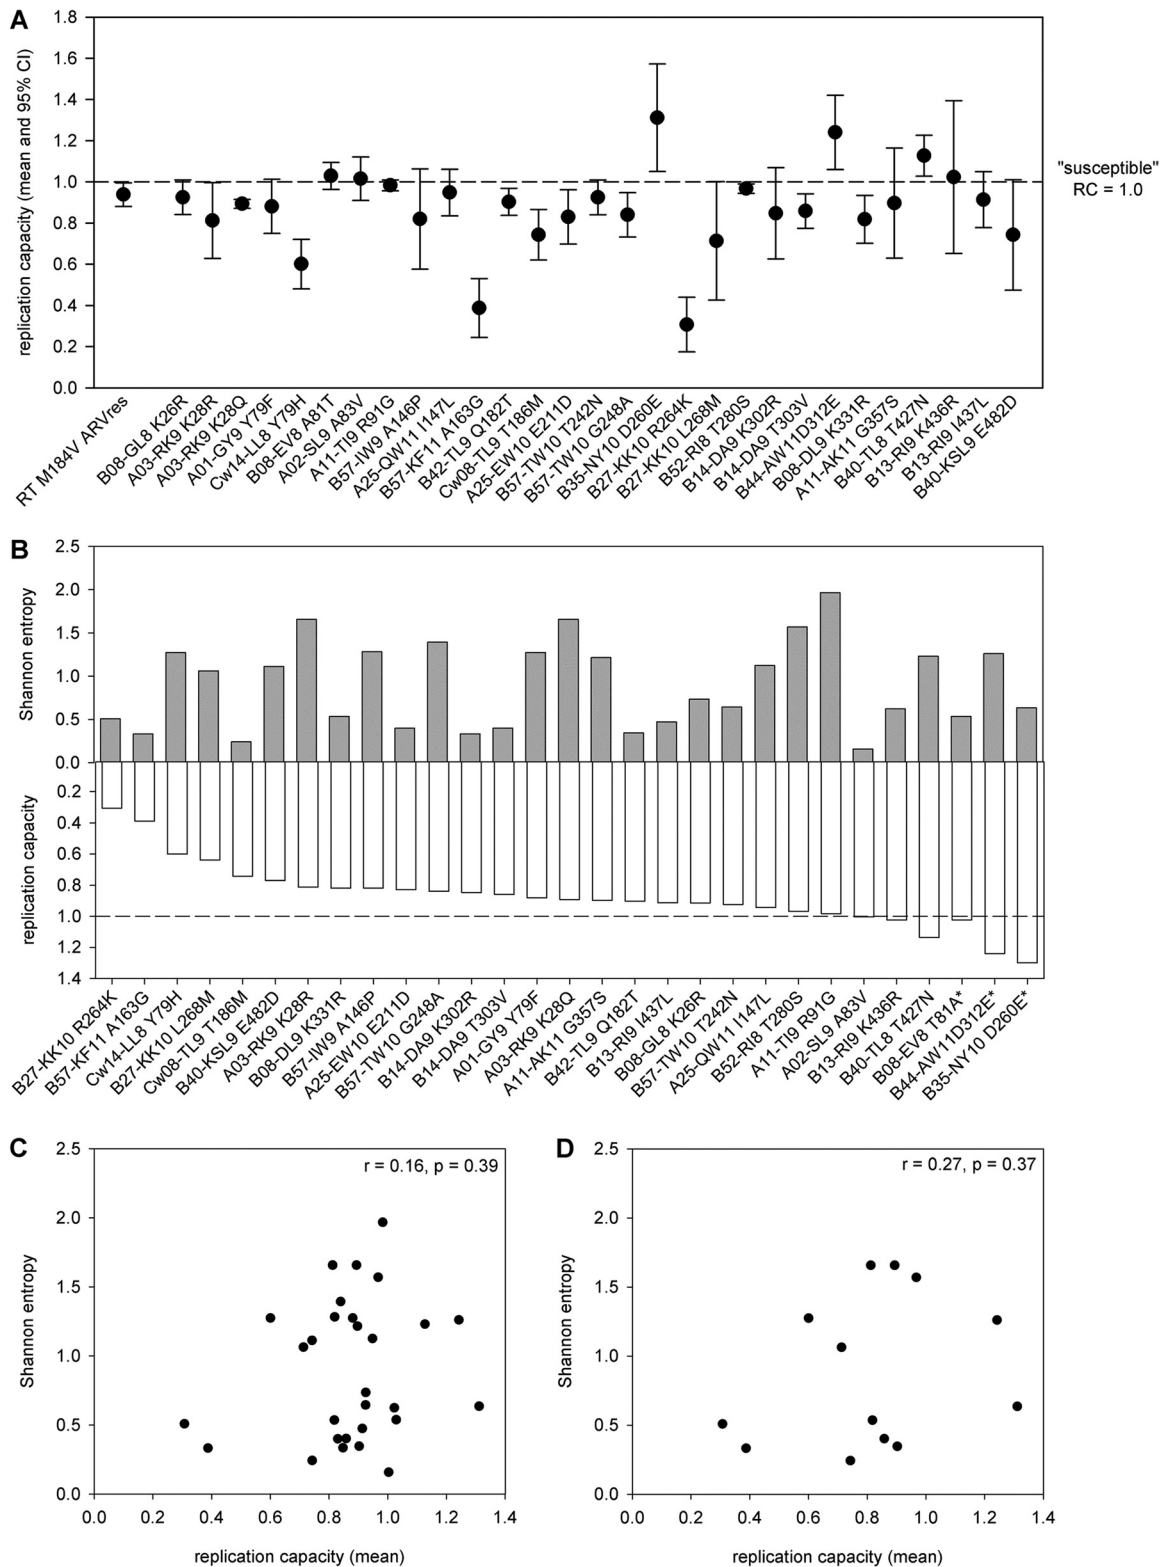 A
replication capacity (mean and 95% CI)
1.8
1.6
1.4
1.2
1.0
0.8
0.6
0.4
0.2
0.0
"susceptible"
RC = 1.0
RT M184V ARVres
B08-GL8 K26R
A03-RK9 K28R
A03-RK9 K28Q
A01-GY9 Y79F
Cw14-LL8 Y79H
B08-EV8 A81T
A02-SL9 A83V
A11-TI9 R91G
B57-IW9 A146P
A25-QW11 I147L
B57-KF11 A163G
B42-TL9 Q182T
Cw08-TL9 T186M
A25-EW10 E211D
B57-TW10 T242N
B57-TW10 G248A
B35-NY10 D260E
B27-KK10 R264K
B27-KK10 L268M
B52-RI8 T280S
B14-DA9 K302R
B14-DA9 T303V
B44-AW11D312E
B08-DL9 K331R
A11-AK11 G357S
B40-TL8 T427N
B13-RI9 K436R
B13-RI9 I437L
B40-KSL9 E482D
B
Shannon entropy
2.5
2.0
1.5
1.0
0.5
0.0
replication capacity
0.2
0.4
0.6
0.8
1.0
1.2
1.4
B27-KK10 R264K
B57-KF11 A163G
Cw14-LL8 Y79H
B27-KK10 L268M
Cw08-TL9 T186M
B40-KSL9 E482D
A03-RK9 K28R
B08-DL9 K331R
B57-IW9 A146P
A25-EW10 E211D
B57-TW10 G248A
B14-DA9 K302R
B14-DA9 T303V
A01-GY9 Y79F
A03-RK9 K28Q
A11-AK11 G357S
B42-TL9 Q182T
B13-RI9 I437L
B08-GL8 K26R
B57-TW10 T242N
A25-QW11 I147L
B52-RI8 T280S
A11-TI9 R91G
A02-SL9 A83V
B13-RI9 K436R
B40-TL8 T427N
B08-EV8 T81A*
B44-AW11D312E*
B35-NY10 D260E*
C
r = 0.16, p = 0.39
Shannon entropy
2.5
2.0
1.5
1.0
0.5
0.0
0.0 0.2 0.4 0.6 0.8 1.0 1.2 1.4
replication capacity (mean)
D
r = 0.27, p = 0.37
Shannon entropy
2.5
2.0
1.5
1.0
0.5
0.0
0.0 0.2 0.4 0.6 0.8 1.0 1.2 1.4
replication capacity (mean)